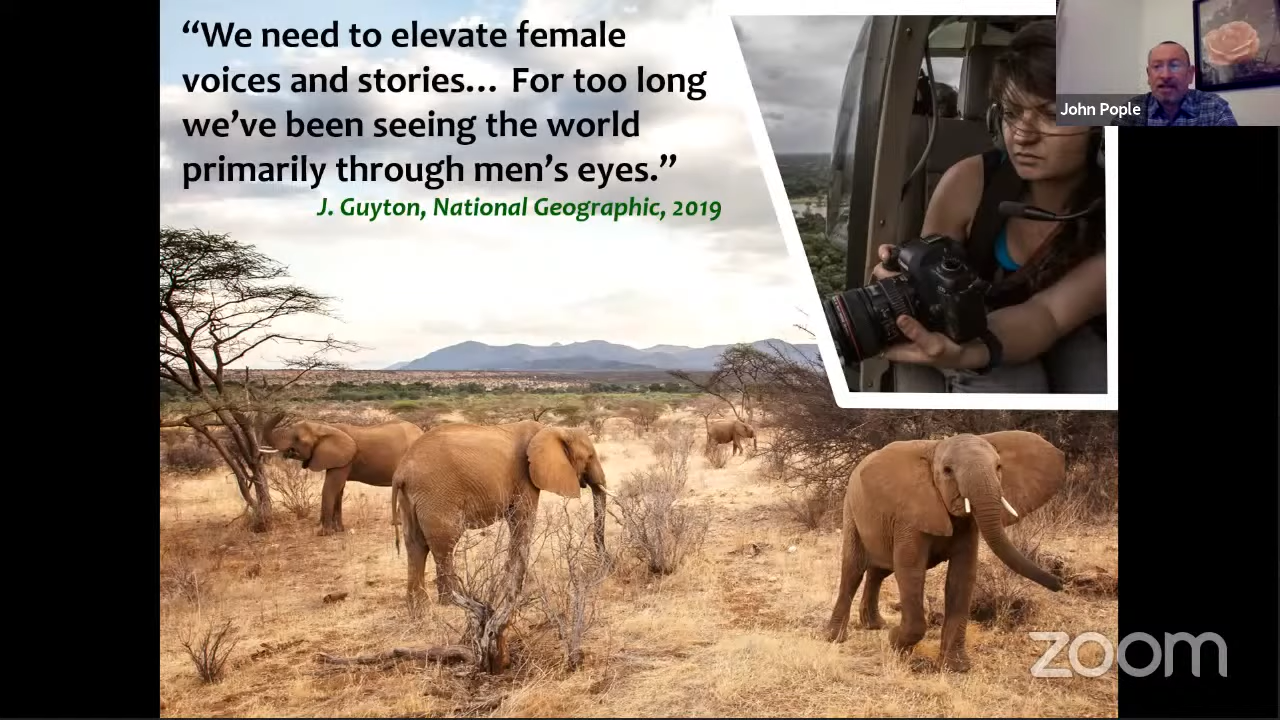 “We need to elevate female
voices and stories… For too long
we’ve been seeing the world
primarily through men’s eyes.”
J. Guyton, National Geographic, 2019
John Pople
zoom